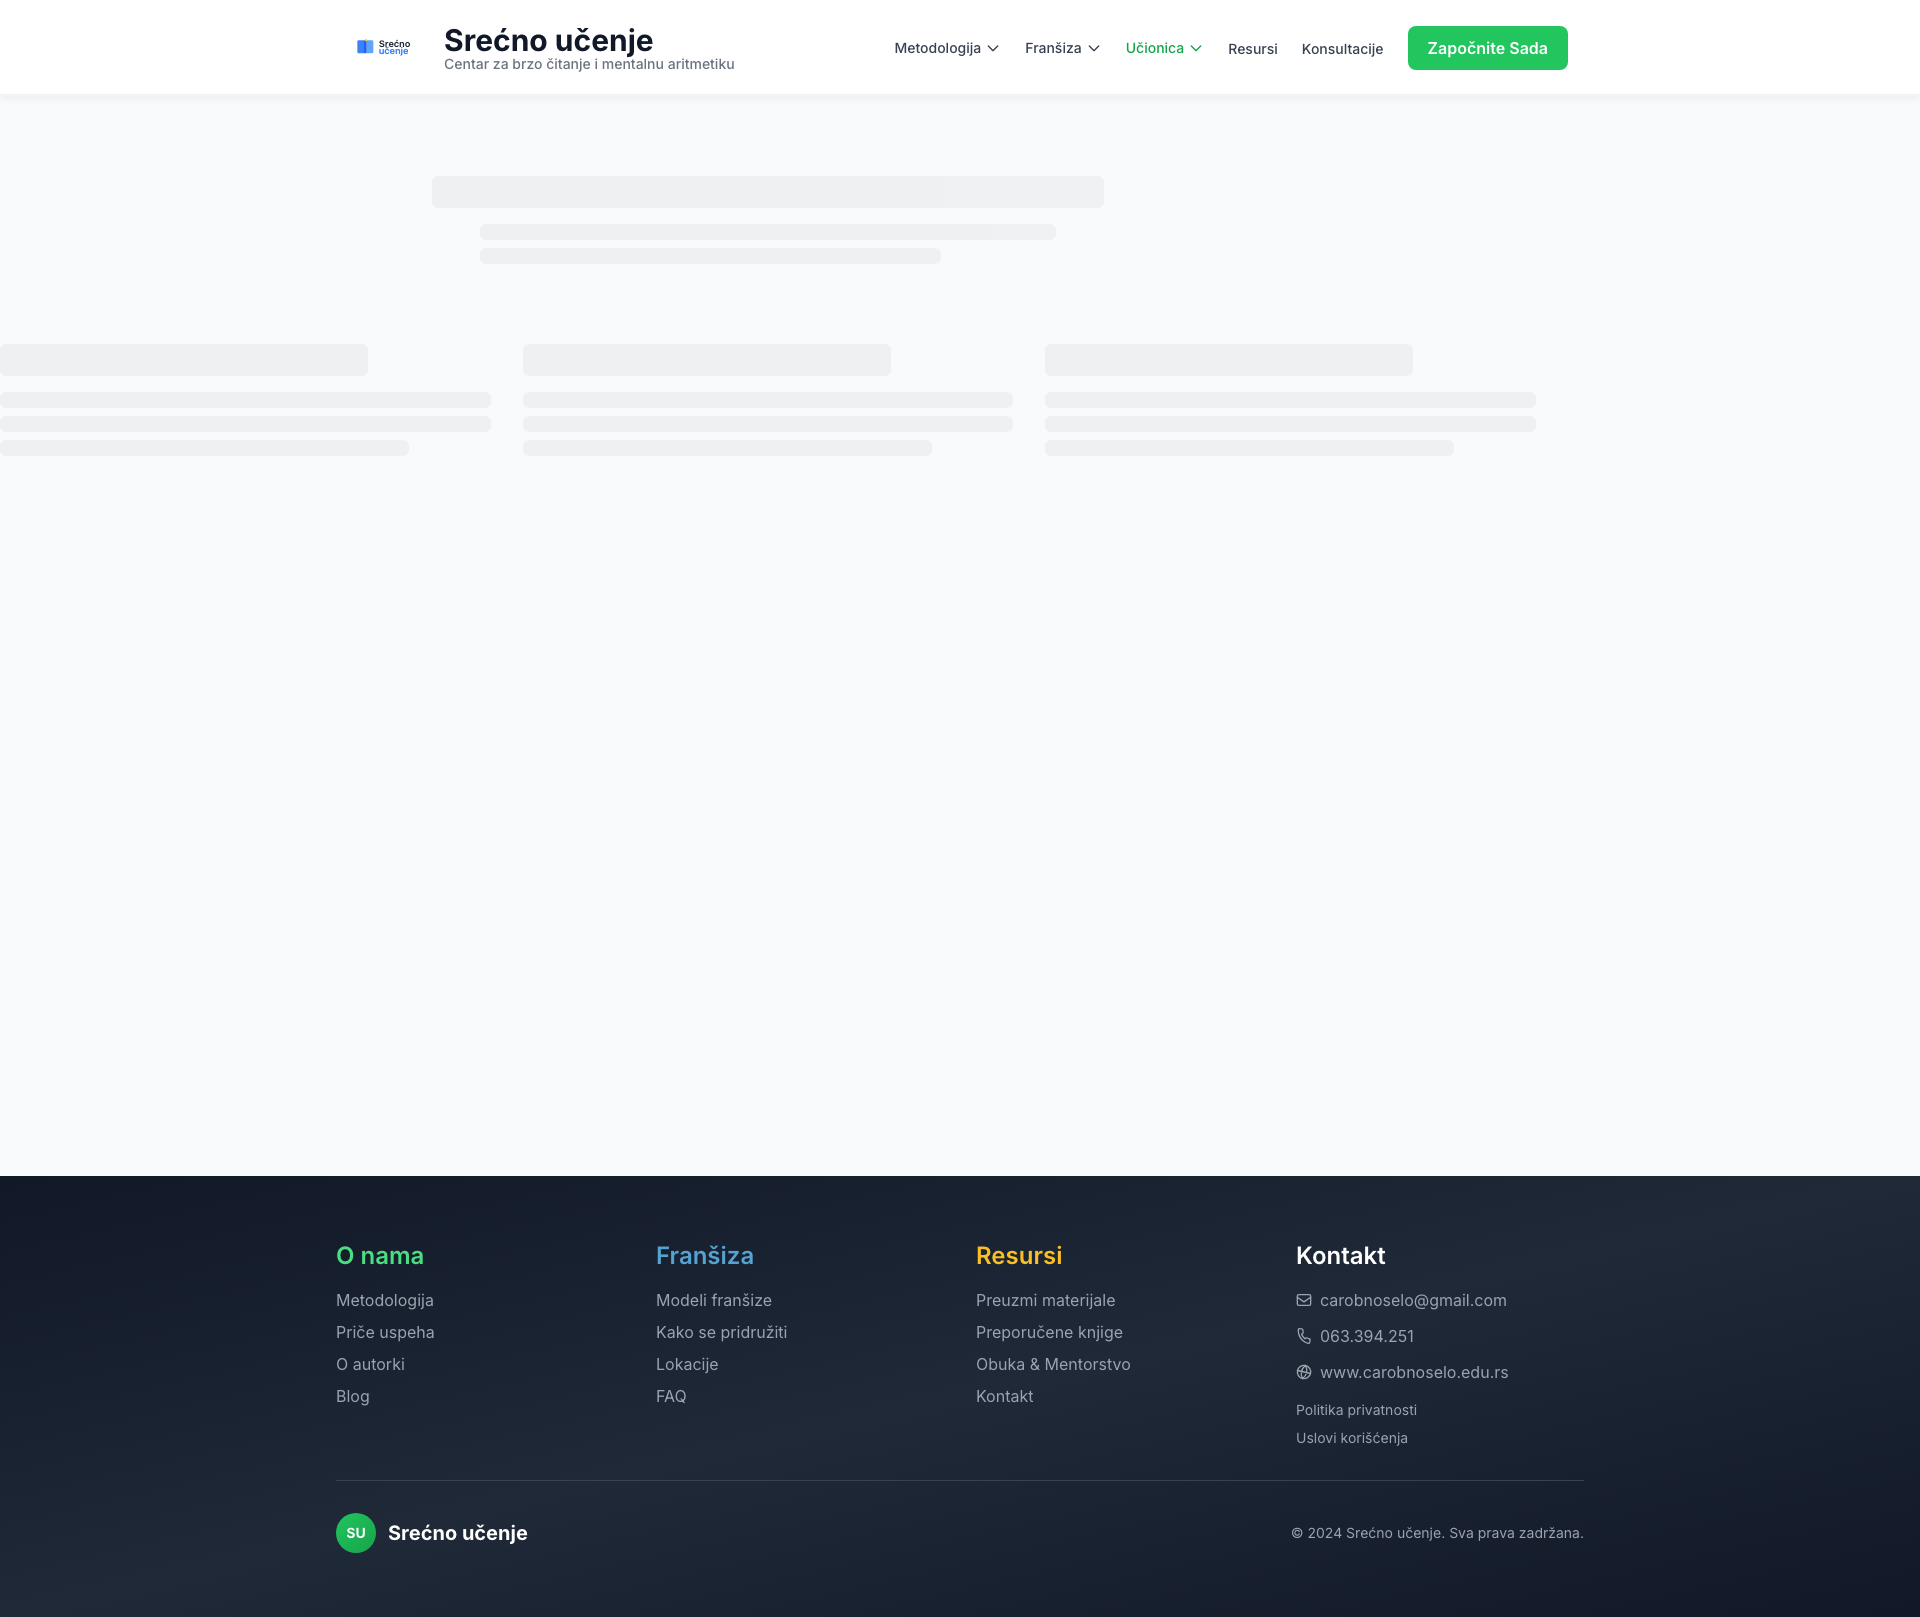 Srećno
učenje
Srećno učenje
Centar za brzo čitanje i mentalnu aritmetiku
Metodologija
Franšiza
Učionica
Resursi
Konsultacije
Započnite Sada
O nama
Metodologija
Priče uspeha
O autorki
Blog
Franšiza
Modeli franšize
Kako se pridružiti
Lokacije
FAQ
Resursi
Preuzmi materijale
Preporučene knjige
Obuka & Mentorstvo
Kontakt
Kontakt
carobnoselo@gmail.com
063.394.251
www.carobnoselo.edu.rs
Politika privatnosti
Uslovi korišćenja
SU
Srećno učenje
© 2024 Srećno učenje. Sva prava zadržana.